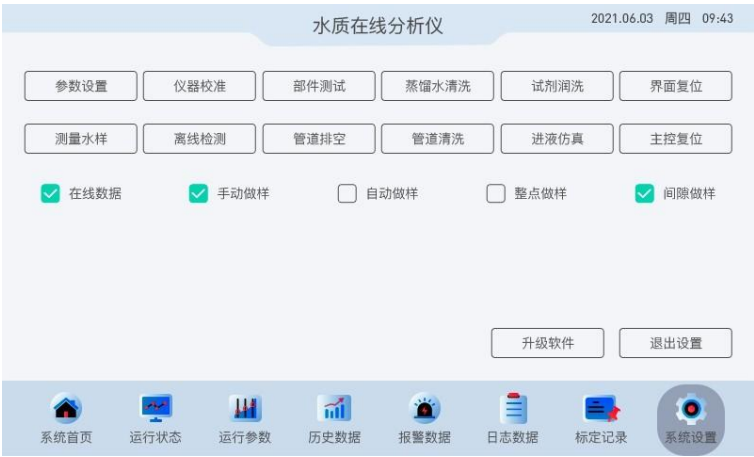 水质在线分析仪
2021.06.03 周四 09:43
参数设置 仪器校准 部件测试 蒸馏水清洗 试剂润洗 界面复位
测量水样 离线检测 管道排空 管道清洗 进液仿真 主控复位
在线数据 手动做样 自动做样 整点做样 间隙做样
升级软件 退出设置
系统首页 运行状态 运行参数 历史数据 报警数据 日志数据 标定记录 系统设置